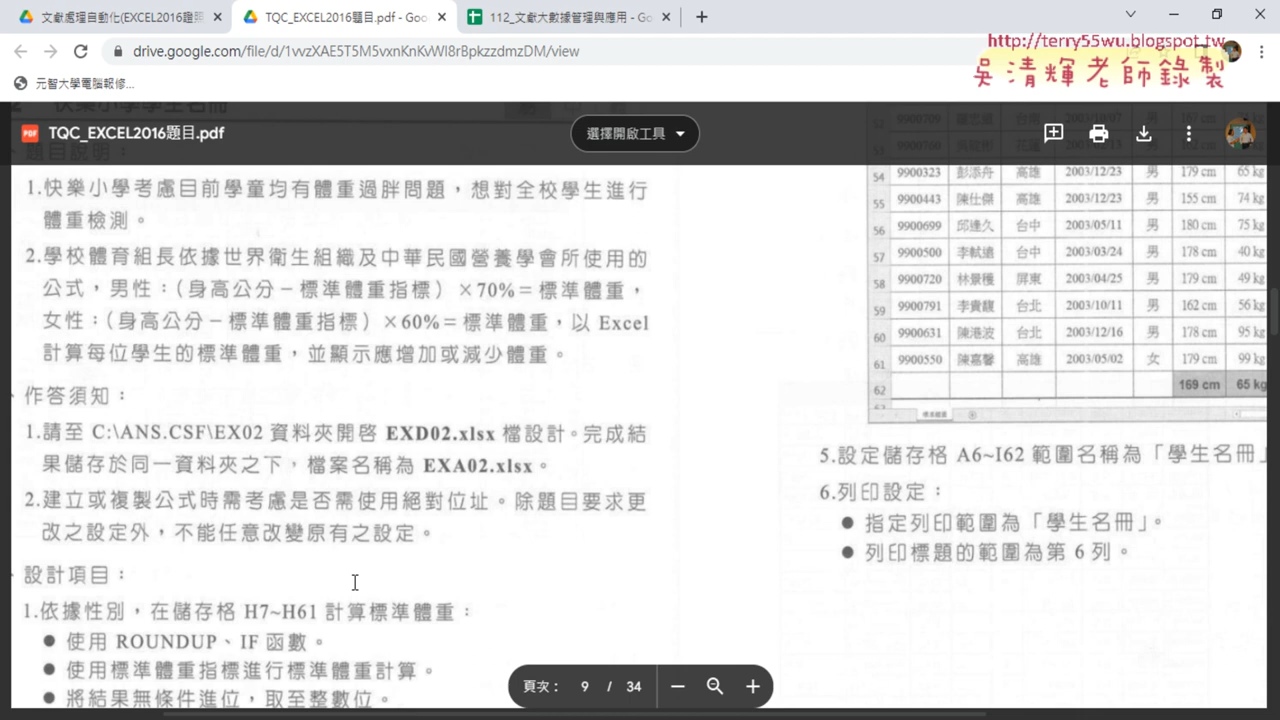 文獻處理自動化(EXCEL2016證照
TQC_EXCEL2016題目.pdf - Goo
112_文獻大數據管理與應用 - Go
drive.google.com/file/d/1vvzXAE5T5M5vxnKnKvWl8rBpkzzdmzDM/view
http://terry55wu.blogspot.tw
吳清輝老師錄製
元智大學電腦報修...
快樂小學學生名冊
TQC_EXCEL2016題目.pdf
選擇開啟工具
題目說明：
1.快樂小學考慮目前學童均有體重過胖問題，想對全校學生進行
體重檢測。
2.學校體育組長依據世界衛生組織及中華民國營養學會所使用的
公式，男性：(身高公分－標準體重指標）×70%＝標準體重，
女性：(身高公分－標準體重指標）×60%＝標準體重，以 Excel
計算每位學生的標準體重，並顯示應增加或減少體重。
作答須知：
1.請至 C:\ANS.CSF\EX02 資料夾開啓 EXD02.xlsx 檔設計。完成結
果儲存於同一資料夾之下，檔案名稱為 EXA02.xlsx。
2.建立或複製公式時需考慮是否需使用絕對位址。除題目要求更
改之設定外，不能任意改變原有之設定。
設計項目：
1.依據性別，在儲存格 H7~H61 計算標準體重：
● 使用 ROUNDUP、IF 函數。
● 使用標準體重指標進行標準體重計算。
● 將結果無條件進位，取至整數位。
54 9900323 彭添舟 高雄 2003/12/23 男 179 cm 65 kg
55 9900443 陳仕傑 高雄 2003/12/23 男 155 cm 74 kg
56 9900699 邱逢久 台中 2003/05/11 男 180 cm 75 kg
57 9900500 李軾遠 台中 2003/03/24 男 178 cm 40 kg
58 9900720 林景穫 屏東 2003/04/25 男 179 cm 49 kg
59 9900791 李貴馥 台北 2003/10/11 男 162 cm 56 kg
60 9900631 陳港波 台北 2003/12/16 男 178 cm 95 kg
61 9900550 陳嘉馨 高雄 2003/05/02 女 179 cm 99 kg
62 169 cm 65 kg
標準體重
5.設定儲存格 A6~I62 範圍名稱為「學生名冊」
6.列印設定：
● 指定列印範圍為「學生名冊」。
● 列印標題的範圍為第 6 列。
頁次： 9 / 34